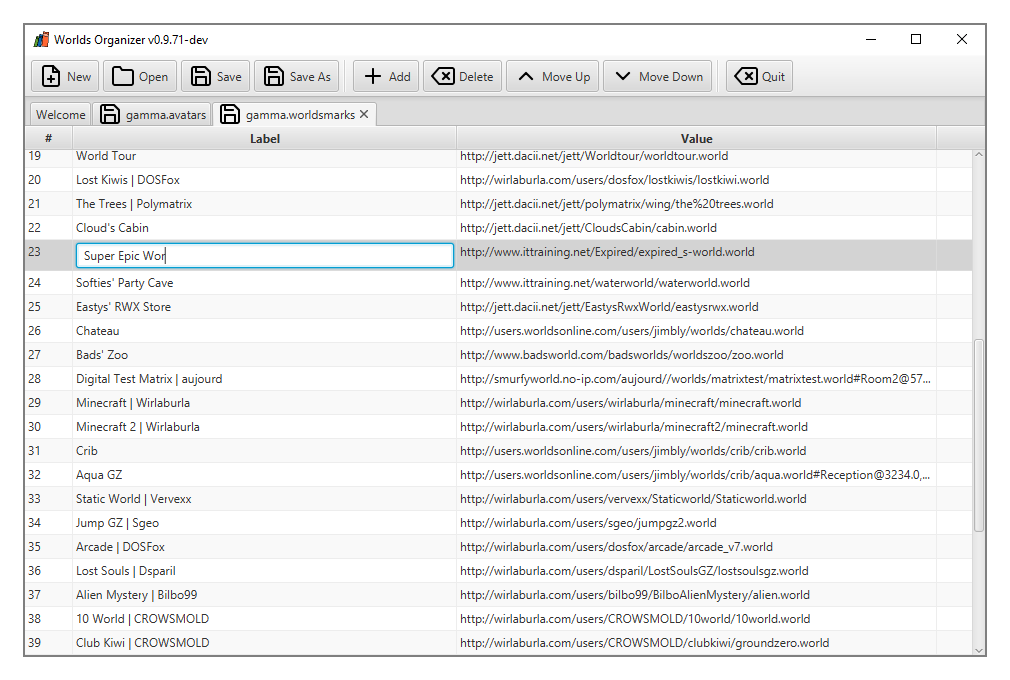 Worlds Organizer v0.9.71-dev
New Open Save Save As Add Delete Move Up Move Down Quit
Welcome gamma.avatars gamma.worldsmarks
# Label Value
19 World Tour http://jett.dacii.net/jett/Worldtour/worldtour.world
20 Lost Kiwis | DOSFox http://wirlaburla.com/users/dosfox/lostkiwis/lostkiwi.world
21 The Trees | Polymatrix http://jett.dacii.net/jett/polymatrix/wing/the%20trees.world
22 Cloud's Cabin http://jett.dacii.net/jett/CloudsCabin/cabin.world
23 Super Epic Wor http://www.ittraining.net/Expired/expired_s-world.world
24 Softies' Party Cave http://www.ittraining.net/waterworld/waterworld.world
25 Eastys' RWX Store http://jett.dacii.net/jett/EastysRwxWorld/eastysrwx.world
26 Chateau http://users.worldsonline.com/users/jimbly/worlds/chateau.world
27 Bads' Zoo http://www.badsworld.com/badsworlds/worldszoo/zoo.world
28 Digital Test Matrix | aujourd http://smurfyworld.no-ip.com/aujourd//worlds/matrixtest/matrixtest.world#Room2@57...
29 Minecraft | Wirlaburla http://wirlaburla.com/users/wirlaburla/minecraft/minecraft.world
30 Minecraft 2 | Wirlaburla http://wirlaburla.com/users/wirlaburla/minecraft2/minecraft.world
31 Crib http://users.worldsonline.com/users/jimbly/worlds/crib/crib.world
32 Aqua GZ http://users.worldsonline.com/users/jimbly/worlds/crib/aqua.world#Reception@3234.0,...
33 Static World | Vervexx http://wirlaburla.com/users/vervexx/Staticworld/Staticworld.world
34 Jump GZ | Sgeo http://wirlaburla.com/users/sgeo/jumpgz2.world
35 Arcade | DOSFox http://wirlaburla.com/users/dosfox/arcade/arcade_v7.world
36 Lost Souls | Dsparil http://wirlaburla.com/users/dsparil/LostSoulsGZ/lostsoulsgz.world
37 Alien Mystery | Bilbo99 http://wirlaburla.com/users/bilbo99/BilboAlienMystery/alien.world
38 10 World | CROWSMOLD http://wirlaburla.com/users/CROWSMOLD/10world/10world.world
39 Club Kiwi | CROWSMOLD http://wirlaburla.com/users/CROWSMOLD/clubkiwi/groundzero.world